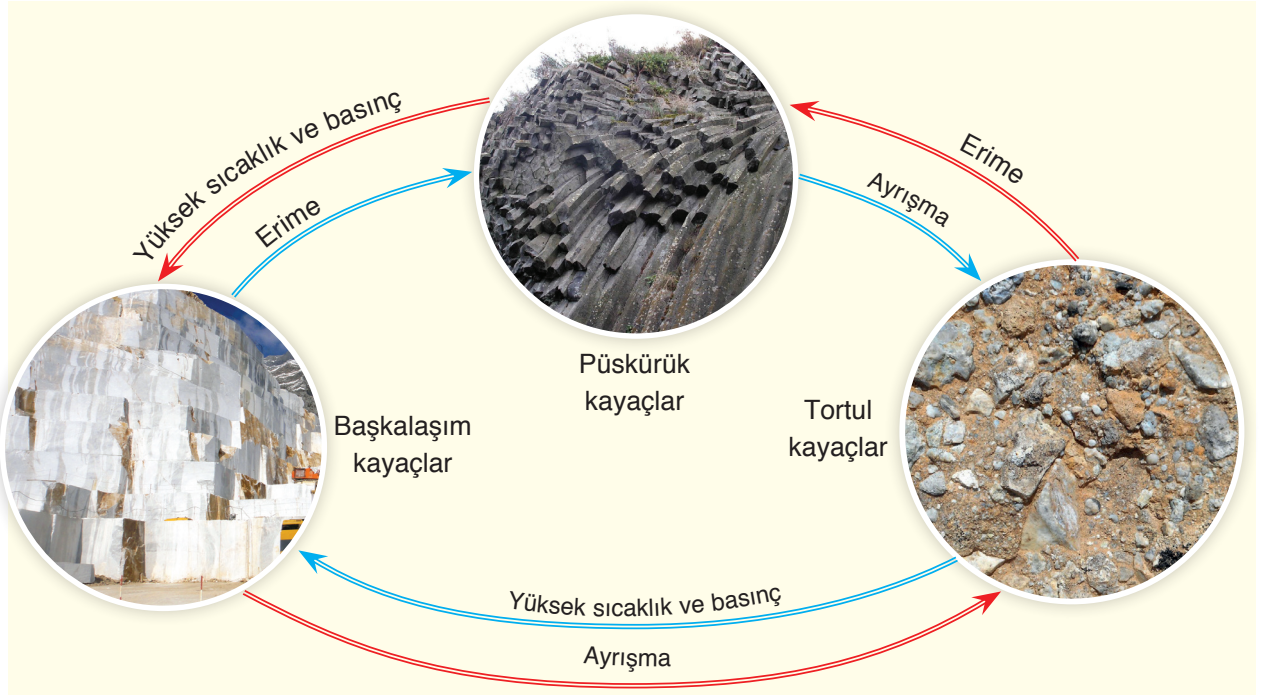 Yüksek sıcaklık ve basınç
Erime
Erime
Ayrışma
Püskürük
kayaçlar
Başkalaşım
kayaçlar
Tortul
kayaçlar
Yüksek sıcaklık ve basınç
Ayrışma